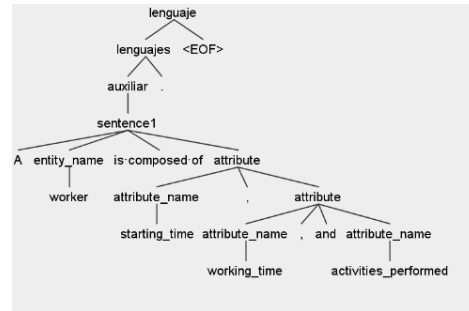 lenguaje
lenguajes <EOF>
auxiliar .
sentence1
A entity_name is·composed·of attribute
worker attribute_name , attribute
starting_time attribute_name , and attribute_name
working_time activities_performed